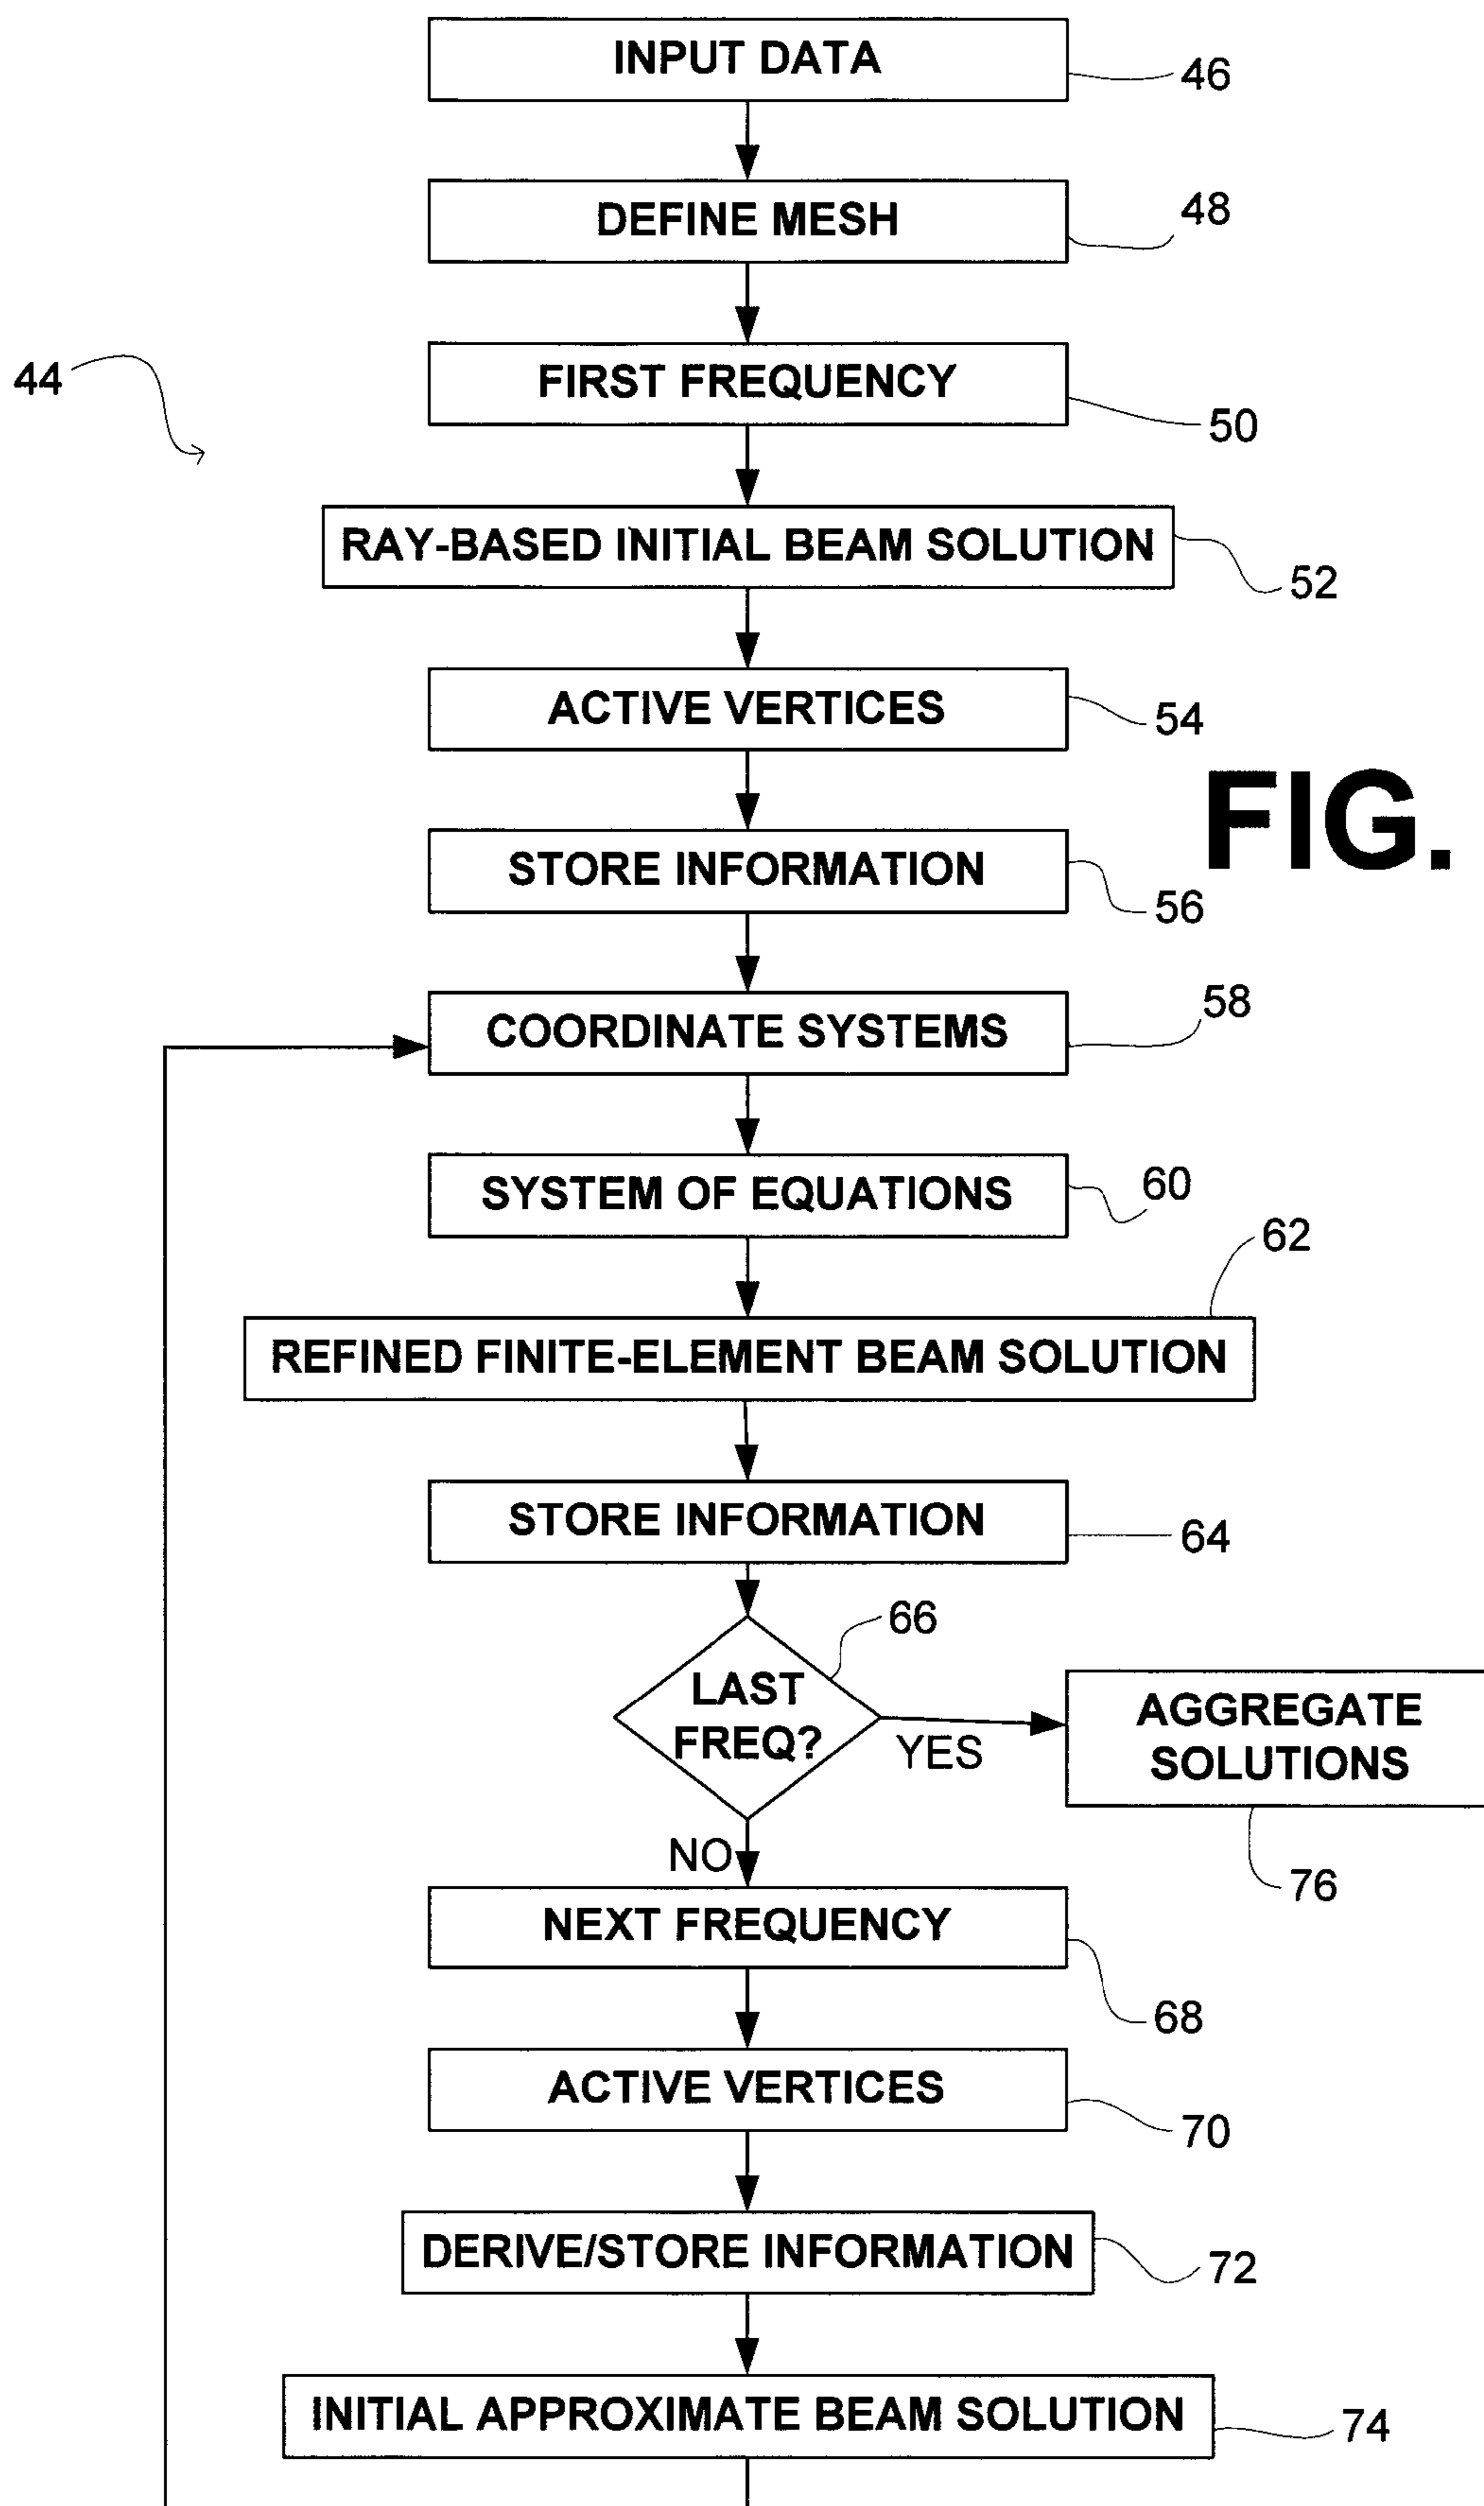 INPUT DATA
46
DEFINE MESH
48
44
FIRST FREQUENCY
50
RAY-BASED INITIAL BEAM SOLUTION
52
ACTIVE VERTICES
54
FIG.
STORE INFORMATION
56
COORDINATE SYSTEMS
58
SYSTEM OF EQUATIONS
60
62
REFINED FINITE-ELEMENT BEAM SOLUTION
STORE INFORMATION
64
66
LAST
FREQ?
YES
AGGREGATE
SOLUTIONS
76
NO
NEXT FREQUENCY
68
ACTIVE VERTICES
70
DERIVE/STORE INFORMATION
72
INITIAL APPROXIMATE BEAM SOLUTION
74